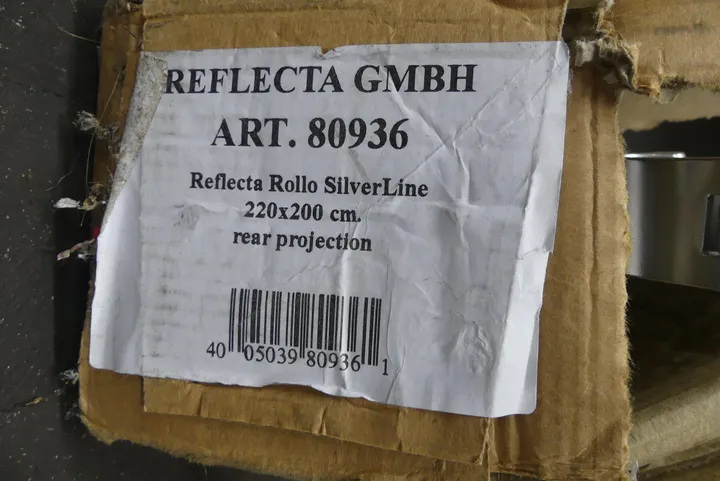 REFLECTA GMBH
ART. 80936
Reflecta Rollo SilverLine
220x200 cm.
rear projection
40 05039 80936 1